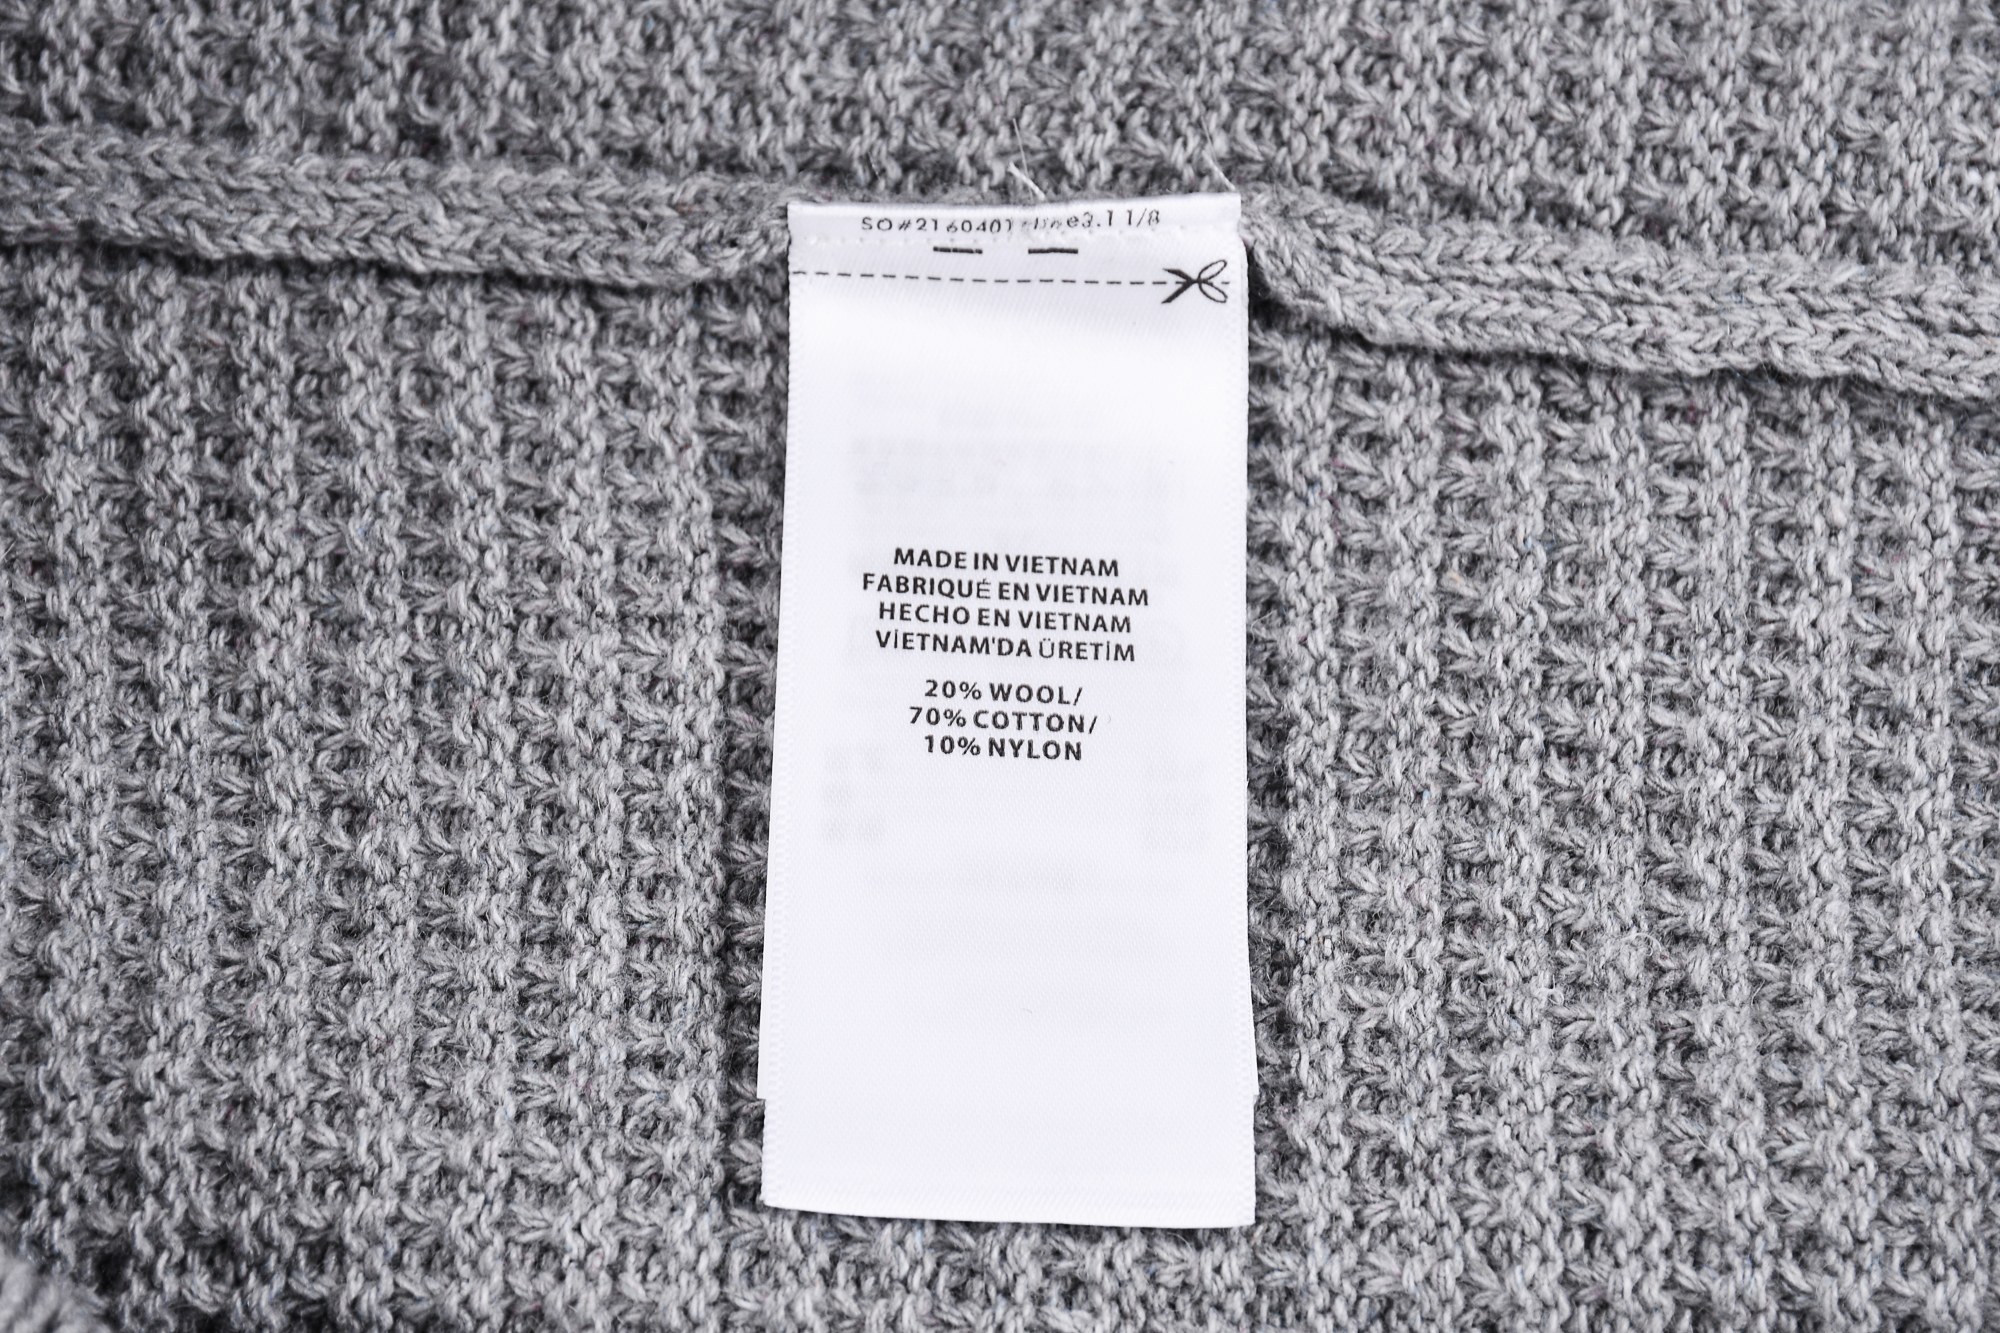 MADE IN VIETNAM
FABRIQUÉ EN VIETNAM
HECHO EN VIETNAM
VİETNAM'DA ÜRETİM
20% WOOL/
70% COTTON/
10% NYLON